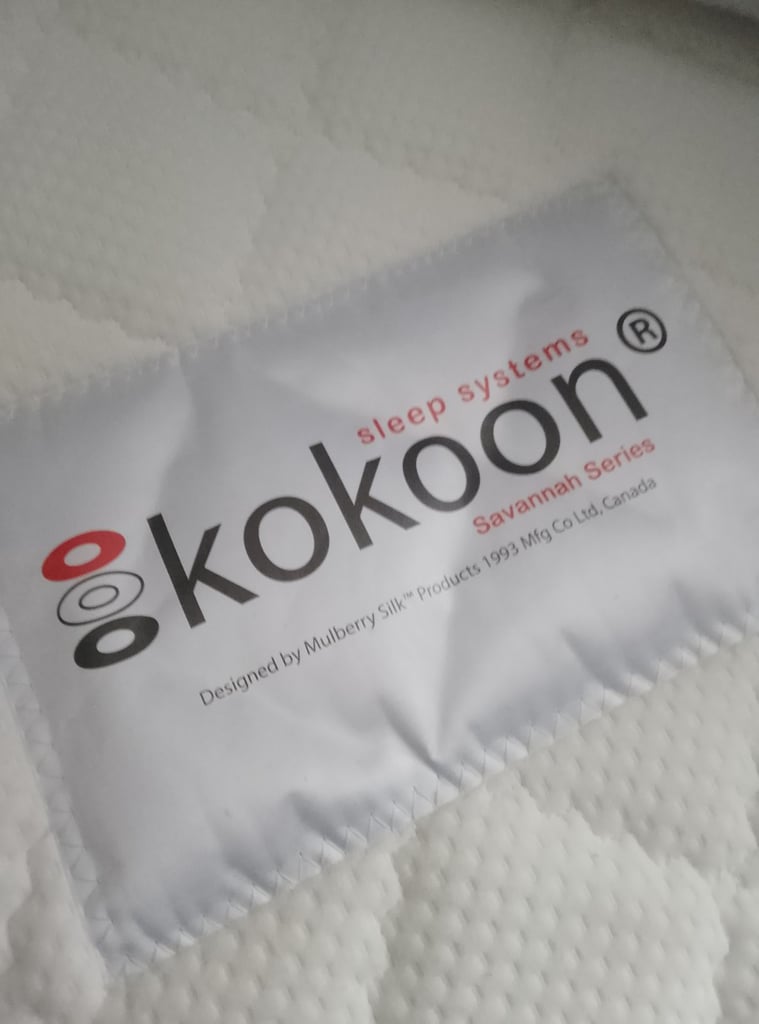 sleep systems
kokoon®
Savannah Series
Designed by Mulberry Silk™ Products 1993 Mfg Co Ltd, Canada